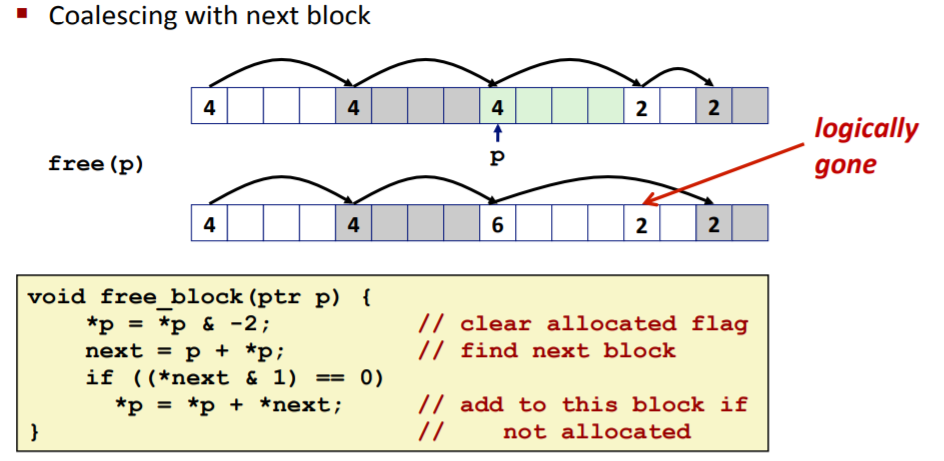 ▪ Coalescing with next block
4 4 4 2 2
logically
gone
p
free(p)
4 4 6 2 2
void free_block(ptr p) {
*p = *p & -2; // clear allocated flag
next = p + *p; // find next block
if ((*next & 1) == 0)
*p = *p + *next; // add to this block if
} // not allocated